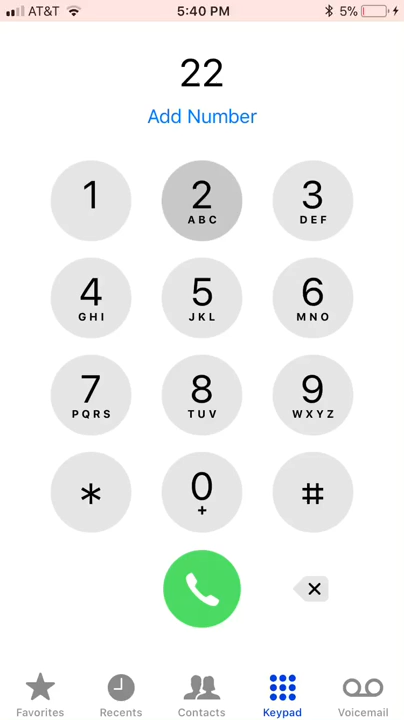 AT&T 5:40 PM 5%
22
Add Number
1 2 3
ABC DEF
4 5 6
GHI JKL MNO
7 8 9
PQRS TUV WXYZ
* 0 #
+
Favorites Recents Contacts Keypad Voicemail